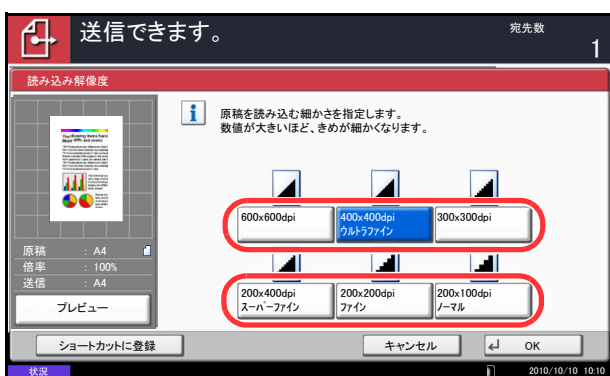 送信できます。
宛先数
1
読み込み解像度
原稿を読み込む細かさを指定します。
数値が大きいほど、きめが細かくなります。
600x600dpi
400x400dpi
ウルトラファイン
300x300dpi
200x400dpi
スーパーファイン
200x200dpi
ファイン
200x100dpi
ノーマル
原稿 : A4
倍率 : 100%
送信 : A4
プレビュー
ショートカットに登録
キャンセル
OK
状況
2010/10/10 10:10